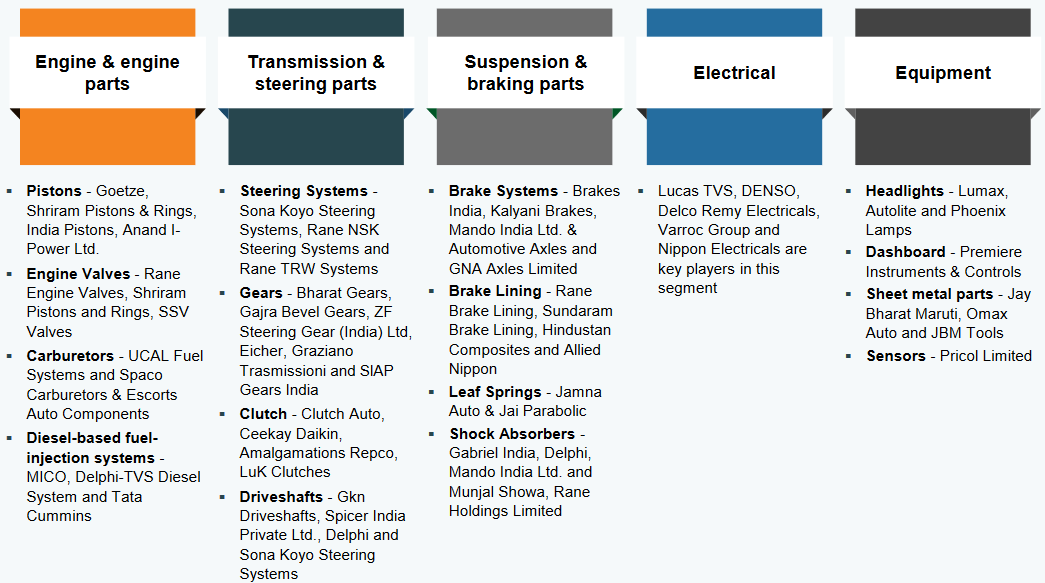 Engine & engine
parts
Transmission &
steering parts
Suspension &
braking parts
Electrical
Equipment
▪ Pistons - Goetze,
Shriram Pistons & Rings,
India Pistons, Anand I-
Power Ltd.
▪ Engine Valves - Rane
Engine Valves, Shriram
Pistons and Rings, SSV
Valves
▪ Carburetors - UCAL Fuel
Systems and Spaco
Carburetors & Escorts
Auto Components
▪ Diesel-based fuel-
injection systems -
MICO, Delphi-TVS Diesel
System and Tata
Cummins
▪ Steering Systems -
Sona Koyo Steering
Systems, Rane NSK
Steering Systems and
Rane TRW Systems
▪ Gears - Bharat Gears,
Gajra Bevel Gears, ZF
Steering Gear (India) Ltd,
Eicher, Graziano
Trasmissioni and SIAP
Gears India
▪ Clutch - Clutch Auto,
Ceekay Daikin,
Amalgamations Repco,
LuK Clutches
▪ Driveshafts - Gkn
Driveshafts, Spicer India
Private Ltd., Delphi and
Sona Koyo Steering
Systems
▪ Brake Systems - Brakes
India, Kalyani Brakes,
Mando India Ltd. &
Automotive Axles and
GNA Axles Limited
▪ Brake Lining - Rane
Brake Lining, Sundaram
Brake Lining, Hindustan
Composites and Allied
Nippon
▪ Leaf Springs - Jamna
Auto & Jai Parabolic
▪ Shock Absorbers -
Gabriel India, Delphi,
Mando India Ltd. and
Munjal Showa, Rane
Holdings Limited
▪ Lucas TVS, DENSO,
Delco Remy Electricals,
Varroc Group and
Nippon Electricals are
key players in this
segment
▪ Headlights - Lumax,
Autolite and Phoenix
Lamps
▪ Dashboard - Premiere
Instruments & Controls
▪ Sheet metal parts - Jay
Bharat Maruti, Omax
Auto and JBM Tools
▪ Sensors - Pricol Limited